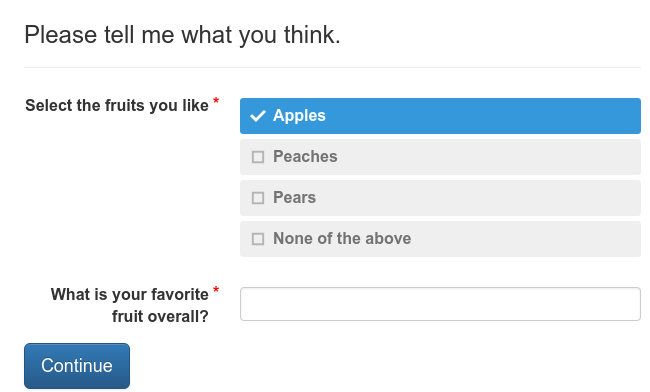 Please tell me what you think.
Select the fruits you like *
Apples
Peaches
Pears
None of the above
What is your favorite *
fruit overall?
Continue